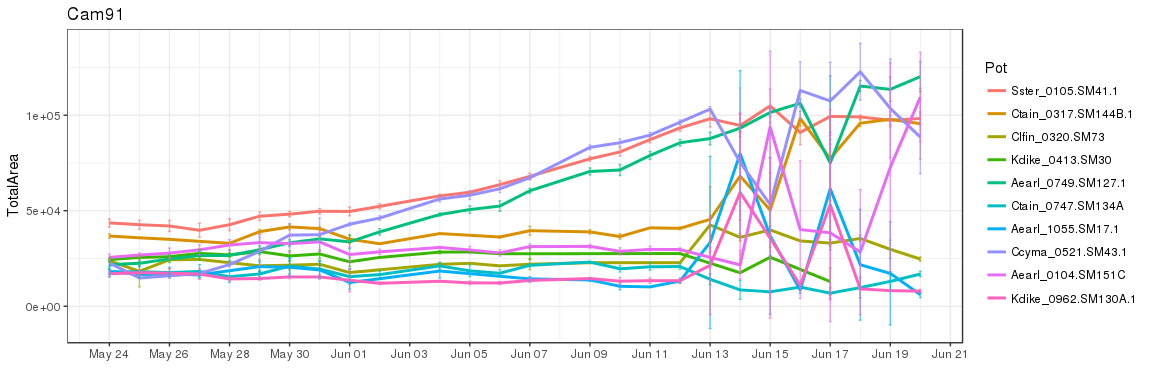 Cam91
TotalArea
1e+05
5e+04
0e+00
May 24 May 26 May 28 May 30 Jun 01 Jun 03 Jun 05 Jun 07 Jun 09 Jun 11 Jun 13 Jun 15 Jun 17 Jun 19 Jun 21
Pot
Sster_0105.SM41.1
Ctain_0317.SM144B.1
Clfin_0320.SM73
Kdike_0413.SM30
Aearl_0749.SM127.1
Ctain_0747.SM134A
Aearl_1055.SM17.1
Ccyma_0521.SM43.1
Aearl_0104.SM151C
Kdike_0962.SM130A.1